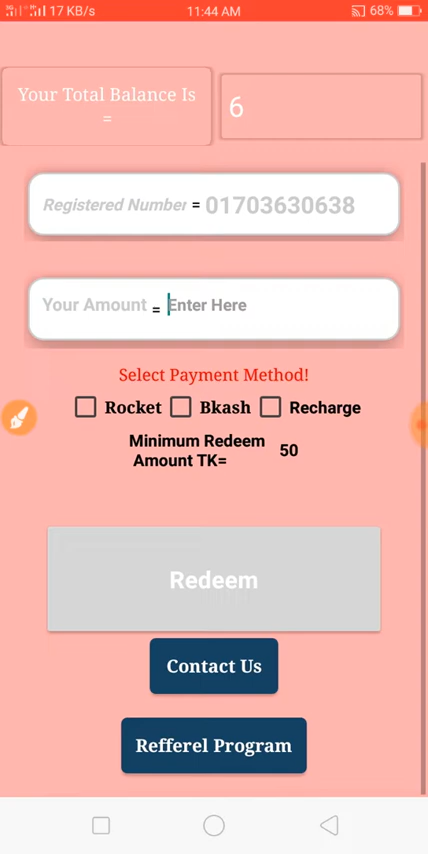 17 KB/s 11:44 AM 68%
Your Total Balance Is
=
6
Registered Number = 01703630638
Your Amount = Enter Here
Select Payment Method!
Rocket Bkash Recharge
Minimum Redeem
Amount TK= 50
Redeem
Contact Us
Refferel Program